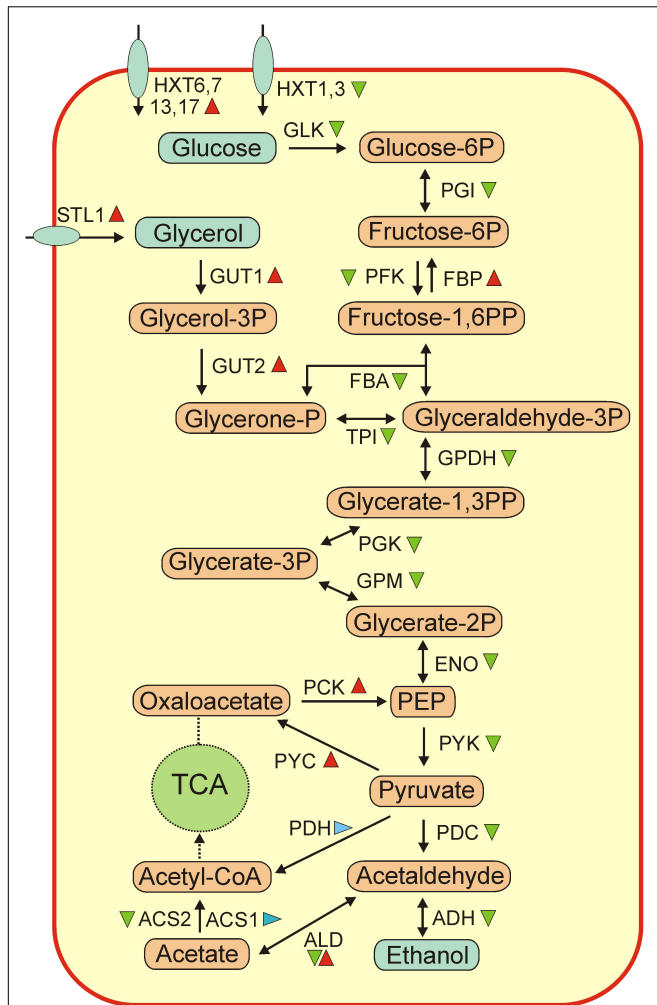 HXT6,7
13,17
HXT1,3
GLK
Glucose
Glucose-6P
PGI
STL1
Glycerol
Fructose-6P
GUT1
PFK
FBP
Glycerol-3P
Fructose-1,6PP
GUT2
FBA
Glycerone-P
Glyceraldehyde-3P
TPI
GPDH
Glycerate-1,3PP
PGK
Glycerate-3P
GPM
Glycerate-2P
ENO
PCK
Oxaloacetate
PEP
PYC
PYK
TCA
Pyruvate
PDH
PDC
Acetyl-CoA
Acetaldehyde
ACS2
ACS1
ALD
ADH
Acetate
Ethanol